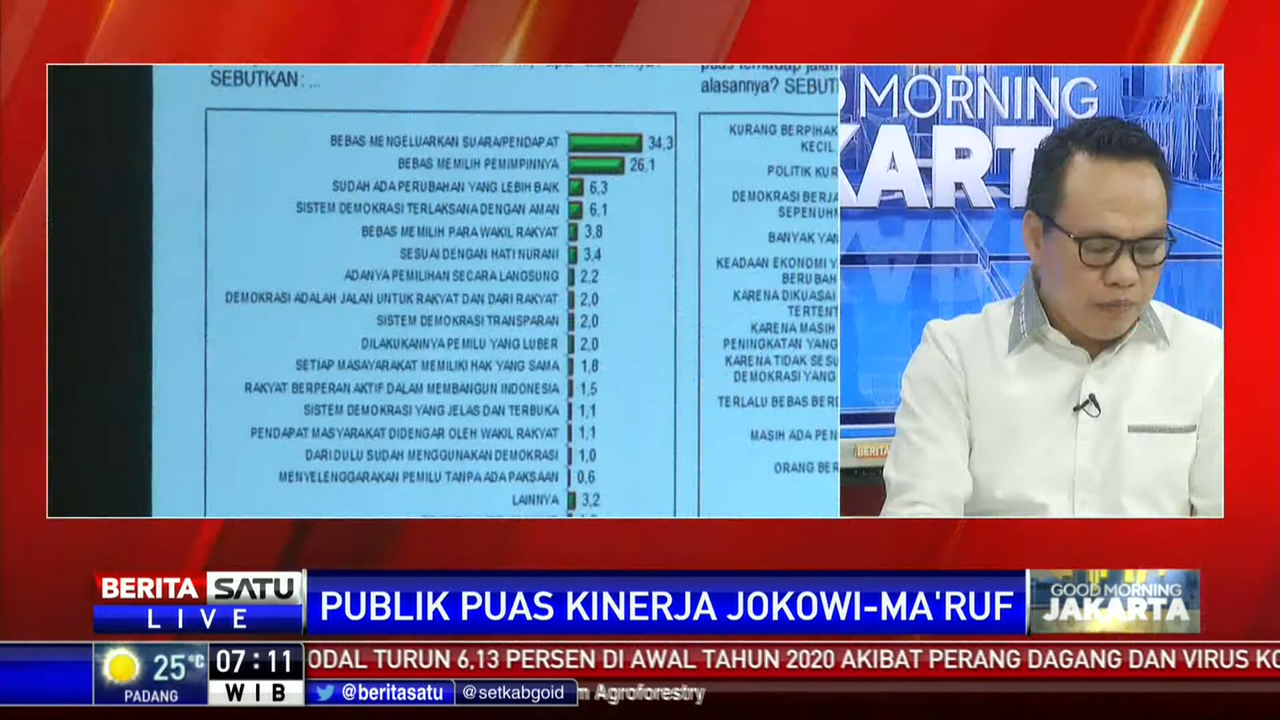 SEBUTKAN : ...
alasannya? SEBUTI
BEBAS MENGELUARKAN SUARA/PENDAPAT 34,3
BEBAS MEMILIH PEMIMPINNYA 26,1
SUDAH ADA PERUBAHAN YANG LEBIH BAIK 6,3
SISTEM DEMOKRASI TERLAKSANA DENGAN AMAN 6,1
BEBAS MEMILIH PARA WAKIL RAKYAT 3,8
SESUAI DENGAN HATI NURANI 3,4
ADANYA PEMILIHAN SECARA LANGSUNG 2,2
DEMOKRASI ADALAH JALAN UNTUK RAKYAT DAN DARI RAKYAT 2,0
SISTEM DEMOKRASI TRANSPARAN 2,0
DILAKUKANNYA PEMILU YANG LUBER 2,0
SETIAP MASAYARAKAT MEMILIKI HAK YANG SAMA 1,8
RAKYAT BERPERAN AKTIF DALAM MEMBANGUN INDONESIA 1,5
SISTEM DEMOKRASI YANG JELAS DAN TERBUKA 1,1
PENDAPAT MASYARAKAT DIDENGAR OLEH WAKIL RAKYAT 1,1
DARI DULU SUDAH MENGGUNAKAN DEMOKRASI 1,0
MENYELENGGARAKAN PEMILU TANPA ADA PAKSAAN 0,6
LAINNYA 3,2
KURANG BERPIHAK
KECIL
POLITIK KUR
DEMOKRASI BERJA
SEPENUHN
BANYAK YAN
KEADAAN EKONOMI Y
BERUBAH
KARENA DIKUASAI
TERTENT
KARENA MASIH
PENINGKATAN YANG
KARENA TIDAK SESU
DEMOKRASI YANG
TERLALU BEBAS BERD
MASIH ADA PEN
ORANG BER
D MORNING
KART
BERITA
BERITA SATU
LIVE
PUBLIK PUAS KINERJA JOKOWI-MA'RUF
GOOD MORNING
JAKARTA
25°C
PADANG
07:11
WIB
ODAL TURUN 6,13 PERSEN DI AWAL TAHUN 2020 AKIBAT PERANG DAGANG DAN VIRUS KO
@beritasatu
@setkabgoid
m Agroforestry